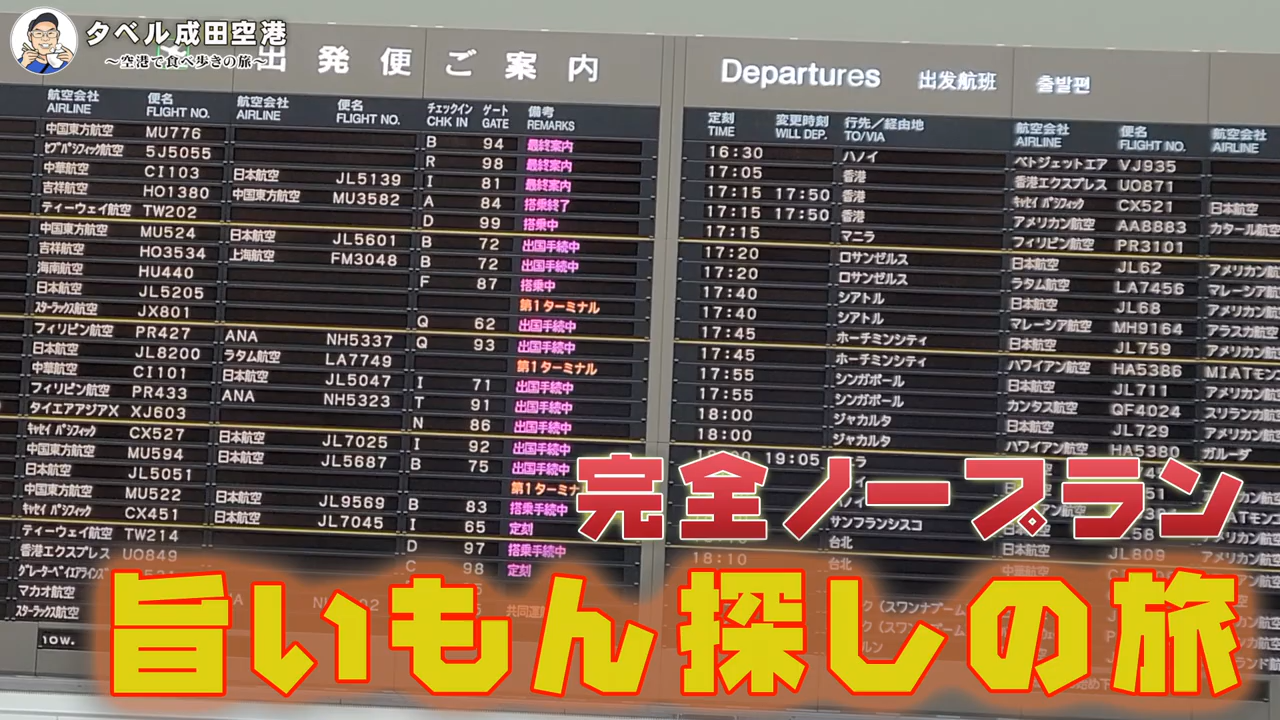 タベル成田空港
〜空港で食べ歩きの旅〜
出発便ご案内
Departures 出发航班 출발편
航空会社 便名 航空会社 便名 チェックイン ゲート 備考
AIRLINE FLIGHT NO. AIRLINE FLIGHT NO. CHK IN GATE REMARKS
中国東方航空 MU776 B 94 最終案内
セブパシフィック航空 5J5055 R 98 最終案内
中華航空 CI103 日本航空 JL5139 I 81 最終案内
吉祥航空 HO1380 中国東方航空 MU3582 A 84 搭乗終了
ティーウェイ航空 TW202 D 99 搭乗中
中国東方航空 MU524 日本航空 JL5601 B 72 出国手続中
吉祥航空 HO3534 上海航空 FM3048 B 72 出国手続中
海南航空 HU440 F 87 搭乗中
日本航空 JL5205 第1ターミナル
スターラックス航空 JX801 Q 62 出国手続中
フィリピン航空 PR427 ANA NH5337 Q 93 出国手続中
日本航空 JL8200 ラタム航空 LA7749 第1ターミナル
中華航空 CI101 日本航空 JL5047 I 71 出国手続中
フィリピン航空 PR433 ANA NH5323 T 91 出国手続中
タイエアアジアX XJ603 N 86 出国手続中
キャセイ パシフィック CX527 日本航空 JL7025 I 92 出国手続中
中国東方航空 MU594 日本航空 JL5687 B 75 出国手続中
日本航空 JL5051 第1ターミナル
中国東方航空 MU522 日本航空 JL9569 B 83 搭乗手続中
キャセイ パシフィック CX451 日本航空 JL7045 I 65 定刻
ティーウェイ航空 TW214 D 97 搭乗手続中
香港エクスプレス UO849 C 98 定刻
グレーターベイエアラインズ
マカオ航空
スターラックス航空
low.
定刻 変更時刻 行先／経由地 航空会社 便名 航空会社
TIME WILL DEP. TO/VIA AIRLINE FLIGHT NO. AIRLINE
16:30 ハノイ ベトジェットエア VJ935
17:05 香港 香港エクスプレス UO871
17:15 17:50 香港 キャセイ パシフィック CX521 日本航空
17:15 17:50 香港 アメリカン航空 AA8883 カタール航空
17:15 マニラ フィリピン航空 PR3101
17:20 ロサンゼルス 日本航空 JL62 アメリカン
17:20 ロサンゼルス ラタム航空 LA7456 マレーシア航
17:40 シアトル 日本航空 JL68 アメリカン
17:40 シアトル マレーシア航空 MH9164 アラスカ航空
17:45 ホーチミンシティ 日本航空 JL759 アメリカン
17:45 ホーチミンシティ ハワイアン航空 HA5386 MIATモン
17:55 シンガポール 日本航空 JL711 アメリカン
17:55 シンガポール カンタス航空 QF4024 スリランカ
18:00 ジャカルタ 日本航空 JL729 アメリカン航
18:00 ジャカルタ ハワイアン航空 HA5380 ガルーダ
19:05
サンフランシスコ
台北
18:10 台北 日本航空 JL809 アメリカン
完全ノープラン
旨いもん探しの旅